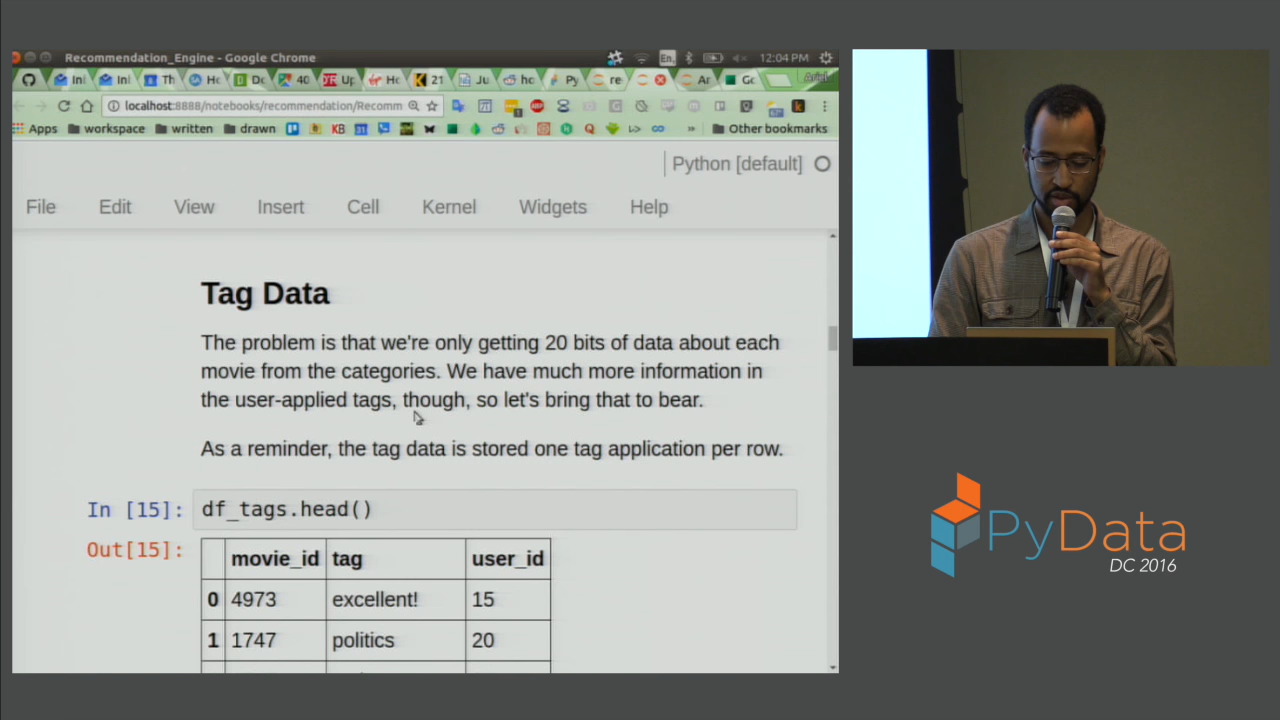 Recommendation_Engine - Google Chrome
En
12:04 PM
localhost:8888/notebooks/recommendation/Recomm
Apps workspace written drawn KB Other bookmarks
Python [default]
File Edit View Insert Cell Kernel Widgets Help
Tag Data
The problem is that we're only getting 20 bits of data about each
movie from the categories. We have much more information in
the user-applied tags, though, so let's bring that to bear.
As a reminder, the tag data is stored one tag application per row.
In [15]: df_tags.head()
Out[15]:
movie_id tag user_id
0 4973 excellent! 15
1 1747 politics 20
PyData
DC 2016